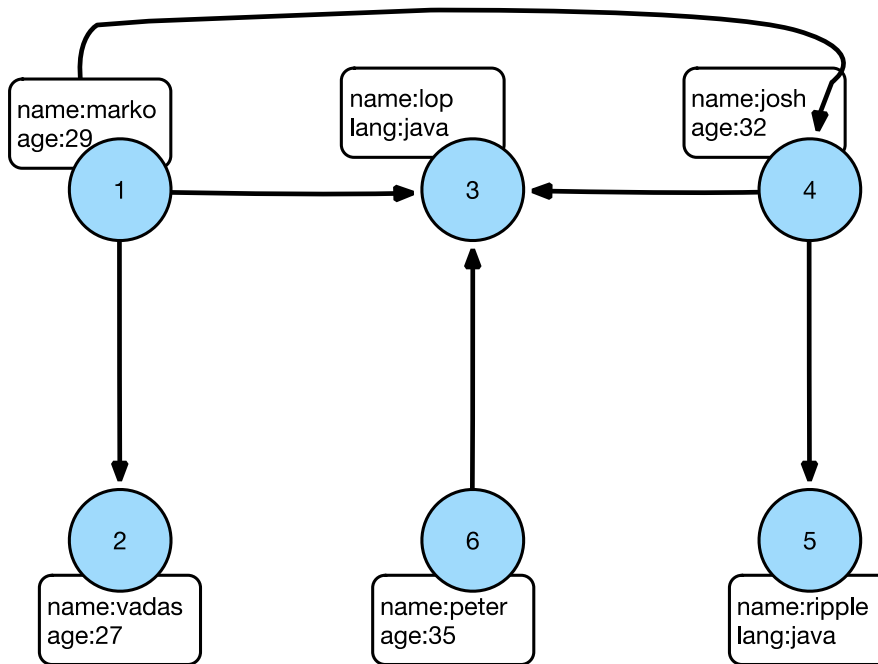 name:marko
age:29
1
name:lop
lang:java
3
name:josh
age:32
4
2
name:vadas
age:27
6
name:peter
age:35
5
name:ripple
lang:java